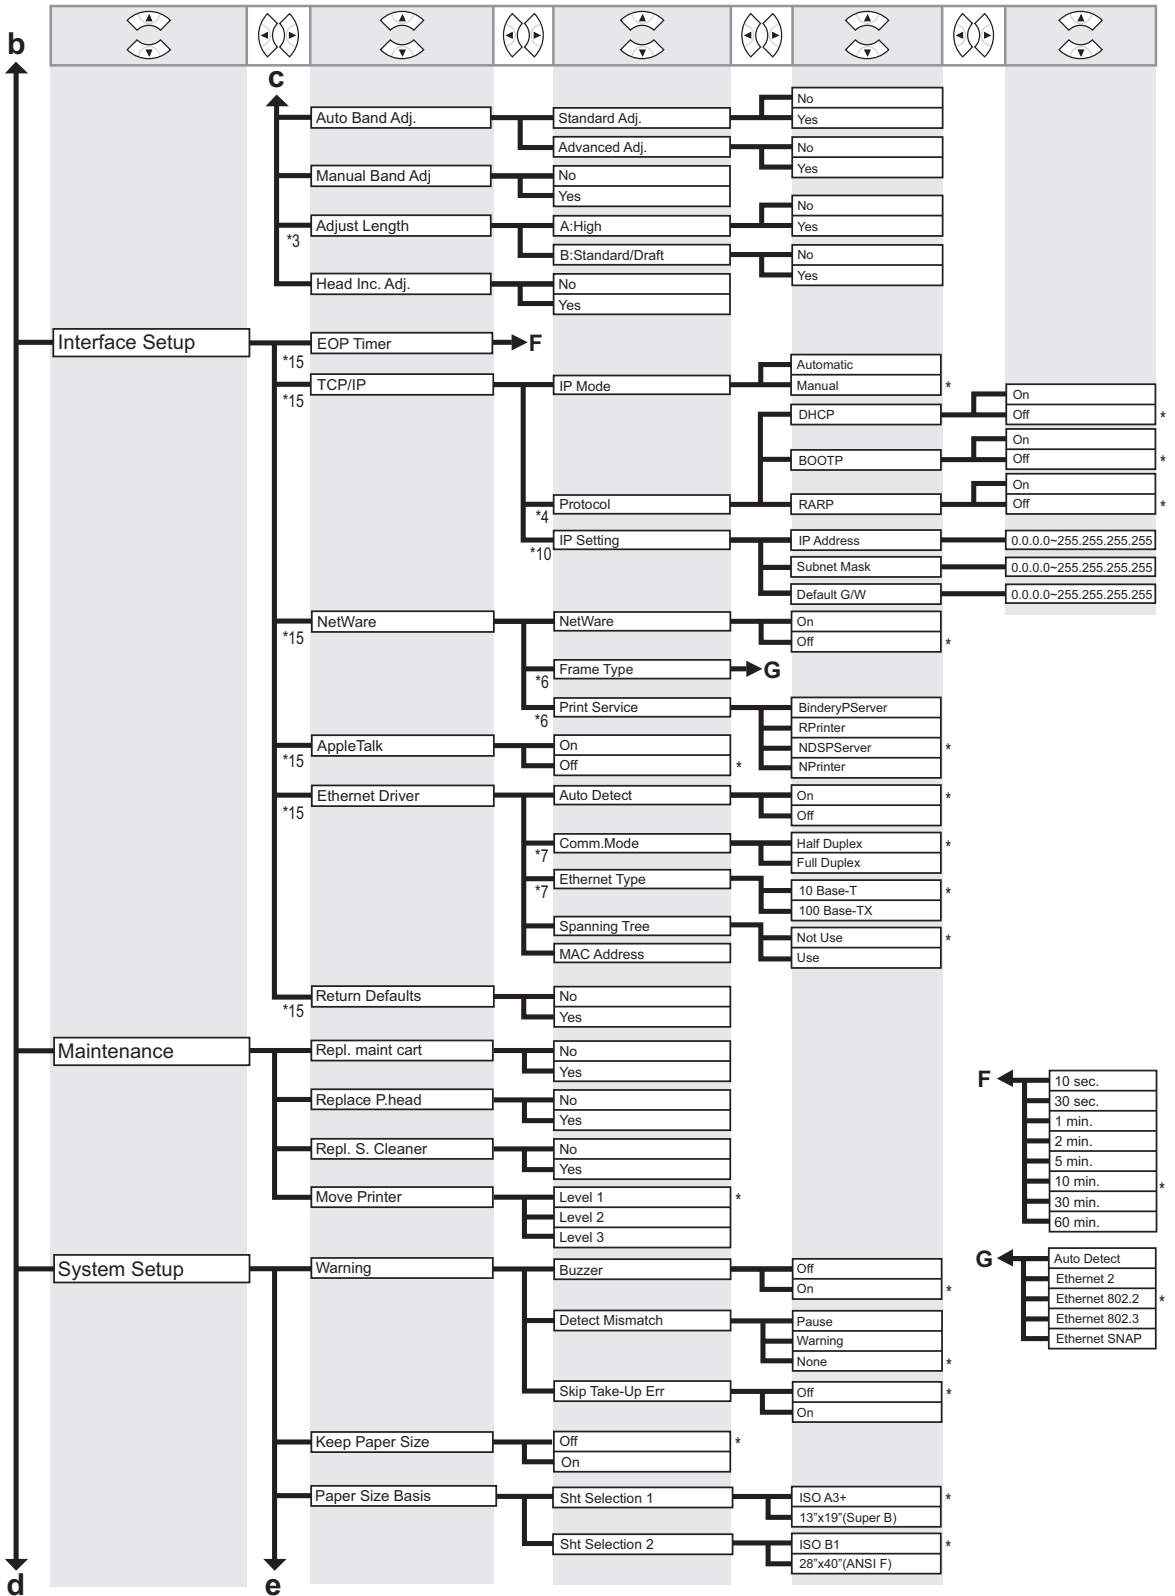 b
c
Auto Band Adj.
Standard Adj.
No
Yes
Advanced Adj.
No
Yes
Manual Band Adj
No
Yes
*3
Adjust Length
A:High
No
Yes
B:Standard/Draft
No
Yes
Head Inc. Adj.
No
Yes
Interface Setup
*15
EOP Timer
F
*15
TCP/IP
IP Mode
Automatic
Manual
*
*4
Protocol
DHCP
On
Off
*
BOOTP
On
Off
*
RARP
On
Off
*
*10
IP Setting
IP Address
0.0.0.0~255.255.255.255
Subnet Mask
0.0.0.0~255.255.255.255
Default G/W
0.0.0.0~255.255.255.255
*15
NetWare
NetWare
On
Off
*
*6
Frame Type
G
*6
Print Service
BinderyPServer
RPrinter
NDSPServer
*
NPrinter
*15
AppleTalk
On
Off
*
*15
Ethernet Driver
Auto Detect
On
*
Off
*7
Comm.Mode
Half Duplex
*
Full Duplex
*7
Ethernet Type
10 Base-T
*
100 Base-TX
Spanning Tree
Not Use
*
Use
MAC Address
*15
Return Defaults
No
Yes
Maintenance
Repl. maint cart
No
Yes
Replace P.head
No
Yes
Repl. S. Cleaner
No
Yes
Move Printer
Level 1
*
Level 2
Level 3
F
10 sec.
30 sec.
1 min.
2 min.
5 min.
10 min.
*
30 min.
60 min.
System Setup
Warning
Buzzer
Off
On
*
Detect Mismatch
Pause
Warning
None
*
Skip Take-Up Err
Off
*
On
G
Auto Detect
Ethernet 2
Ethernet 802.2
*
Ethernet 802.3
Ethernet SNAP
Keep Paper Size
Off
*
On
Paper Size Basis
Sht Selection 1
ISO A3+
*
13”x19”(Super B)
Sht Selection 2
ISO B1
*
28”x40”(ANSI F)
d
e